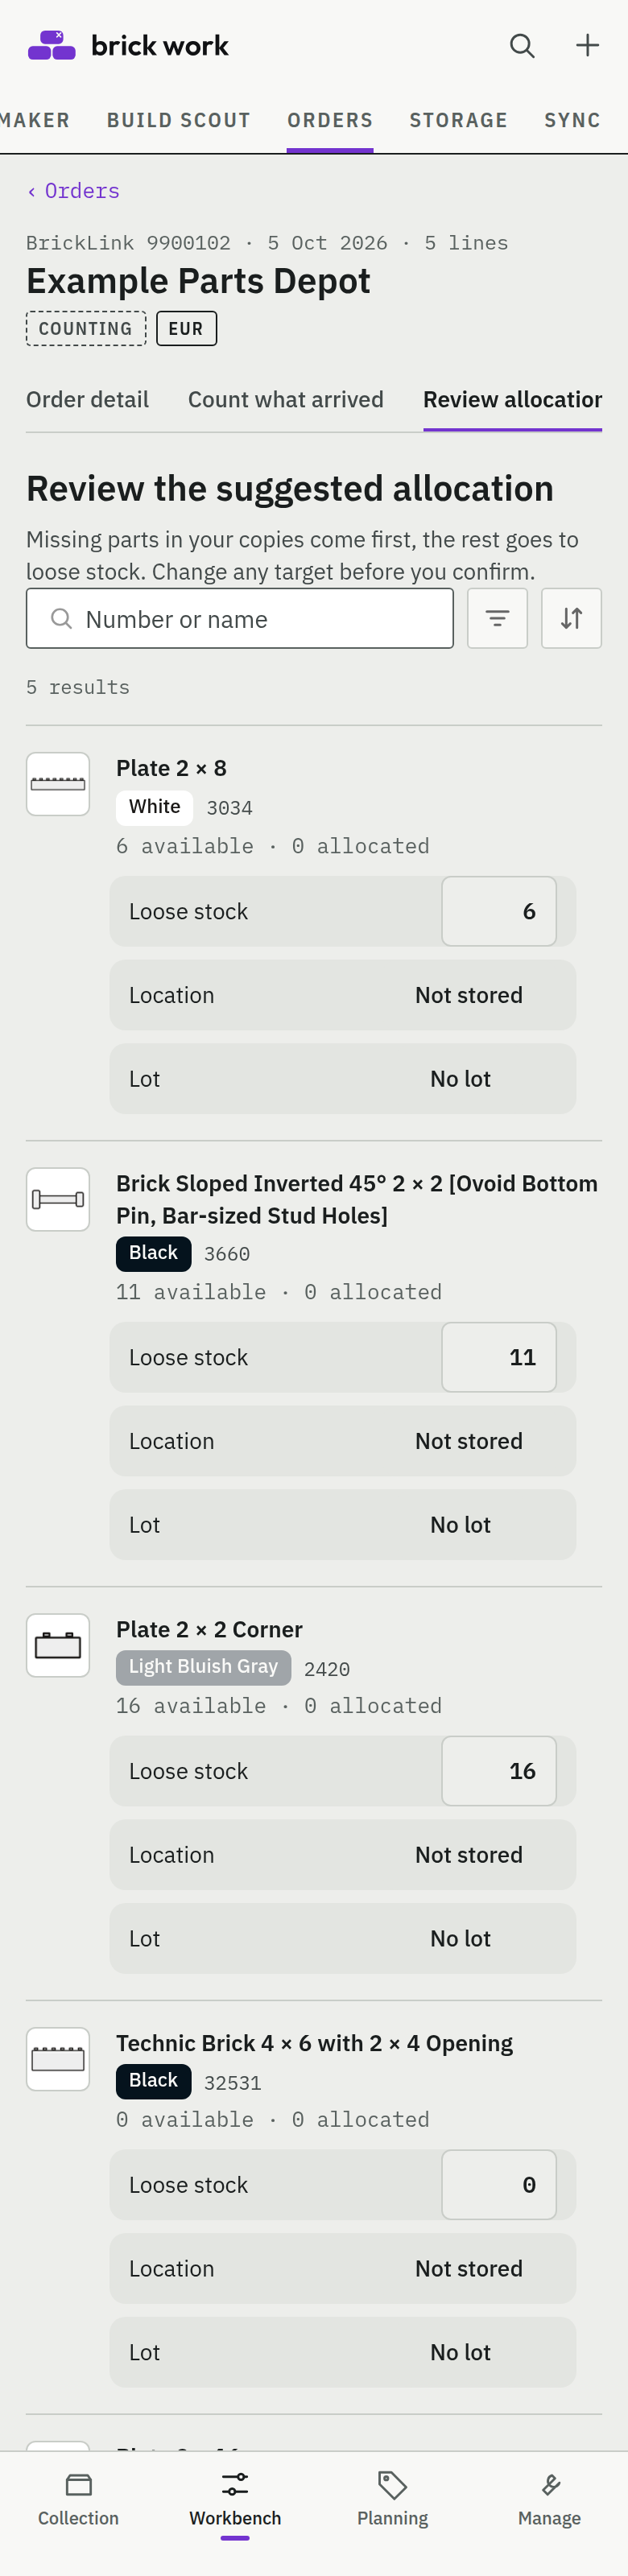 brick work
MAKER BUILD SCOUT ORDERS STORAGE SYNC
‹ Orders
BrickLink 9900102 · 5 Oct 2026 · 5 lines
Example Parts Depot
COUNTING EUR
Order detail Count what arrived Review allocation
Review the suggested allocation
Missing parts in your copies come first, the rest goes to
loose stock. Change any target before you confirm.
Number or name
5 results
Plate 2 × 8
White 3034
6 available · 0 allocated
Loose stock 6
Location Not stored
Lot No lot
Brick Sloped Inverted 45° 2 × 2 [Ovoid Bottom
Pin, Bar-sized Stud Holes]
Black 3660
11 available · 0 allocated
Loose stock 11
Location Not stored
Lot No lot
Plate 2 × 2 Corner
Light Bluish Gray 2420
16 available · 0 allocated
Loose stock 16
Location Not stored
Lot No lot
Technic Brick 4 × 6 with 2 × 4 Opening
Black 32531
0 available · 0 allocated
Loose stock 0
Location Not stored
Lot No lot
Collection Workbench Planning Manage